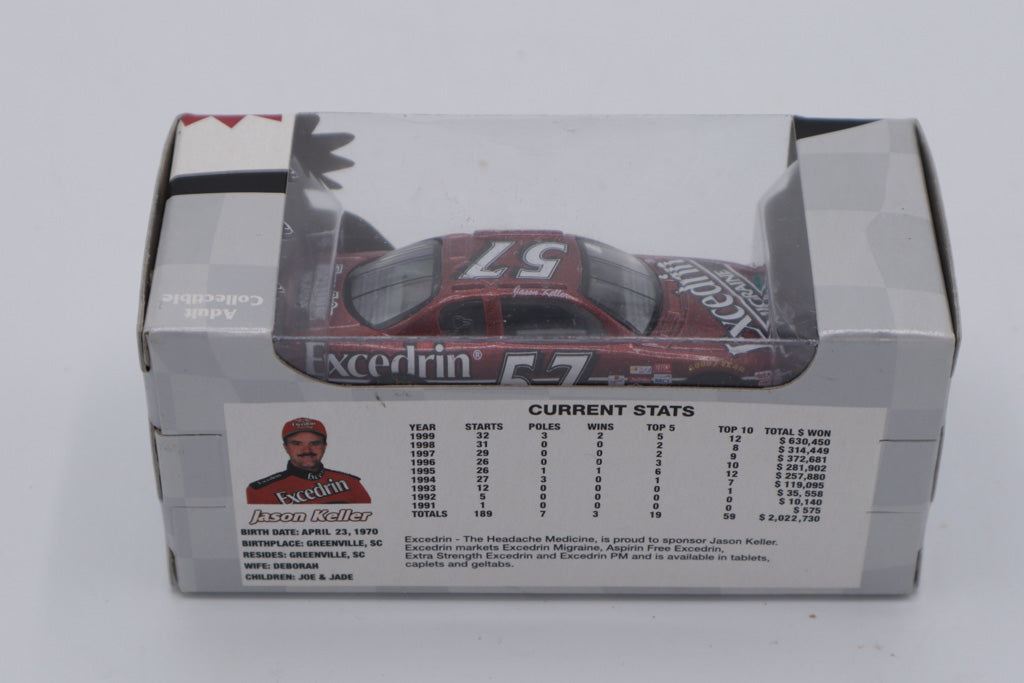 Adult
Collectible
57
Jason Keller
Excedrin
MIGRAINE
Excedrin®
57
GOODYEAR
CURRENT STATS
YEAR STARTS POLES WINS TOP 5 TOP 10 TOTAL $ WON
1999 32 3 2 5 12 $ 630,450
1998 31 0 0 2 8 $ 314,449
1997 29 0 0 2 9 $ 372,681
1996 26 0 0 3 10 $ 281,902
1995 26 1 1 6 12 $ 257,880
1994 27 3 0 1 7 $ 119,095
1993 12 0 0 0 1 $ 35, 558
1992 5 0 0 0 0 $ 10,140
1991 1 0 0 0 0 $ 575
TOTALS 189 7 3 19 59 $ 2,022,730
Excedrin
Jason Keller
BIRTH DATE: APRIL 23, 1970
BIRTHPLACE: GREENVILLE, SC
RESIDES: GREENVILLE, SC
WIFE: DEBORAH
CHILDREN: JOE & JADE
Excedrin - The Headache Medicine, is proud to sponsor Jason Keller.
Excedrin markets Excedrin Migraine, Aspirin Free Excedrin,
Extra Strength Excedrin and Excedrin PM and is available in tablets,
caplets and geltabs.